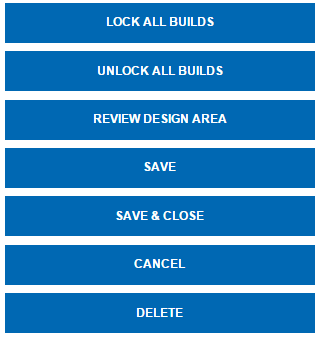 LOCK ALL BUILDS
UNLOCK ALL BUILDS
REVIEW DESIGN AREA
SAVE
SAVE & CLOSE
CANCEL
DELETE